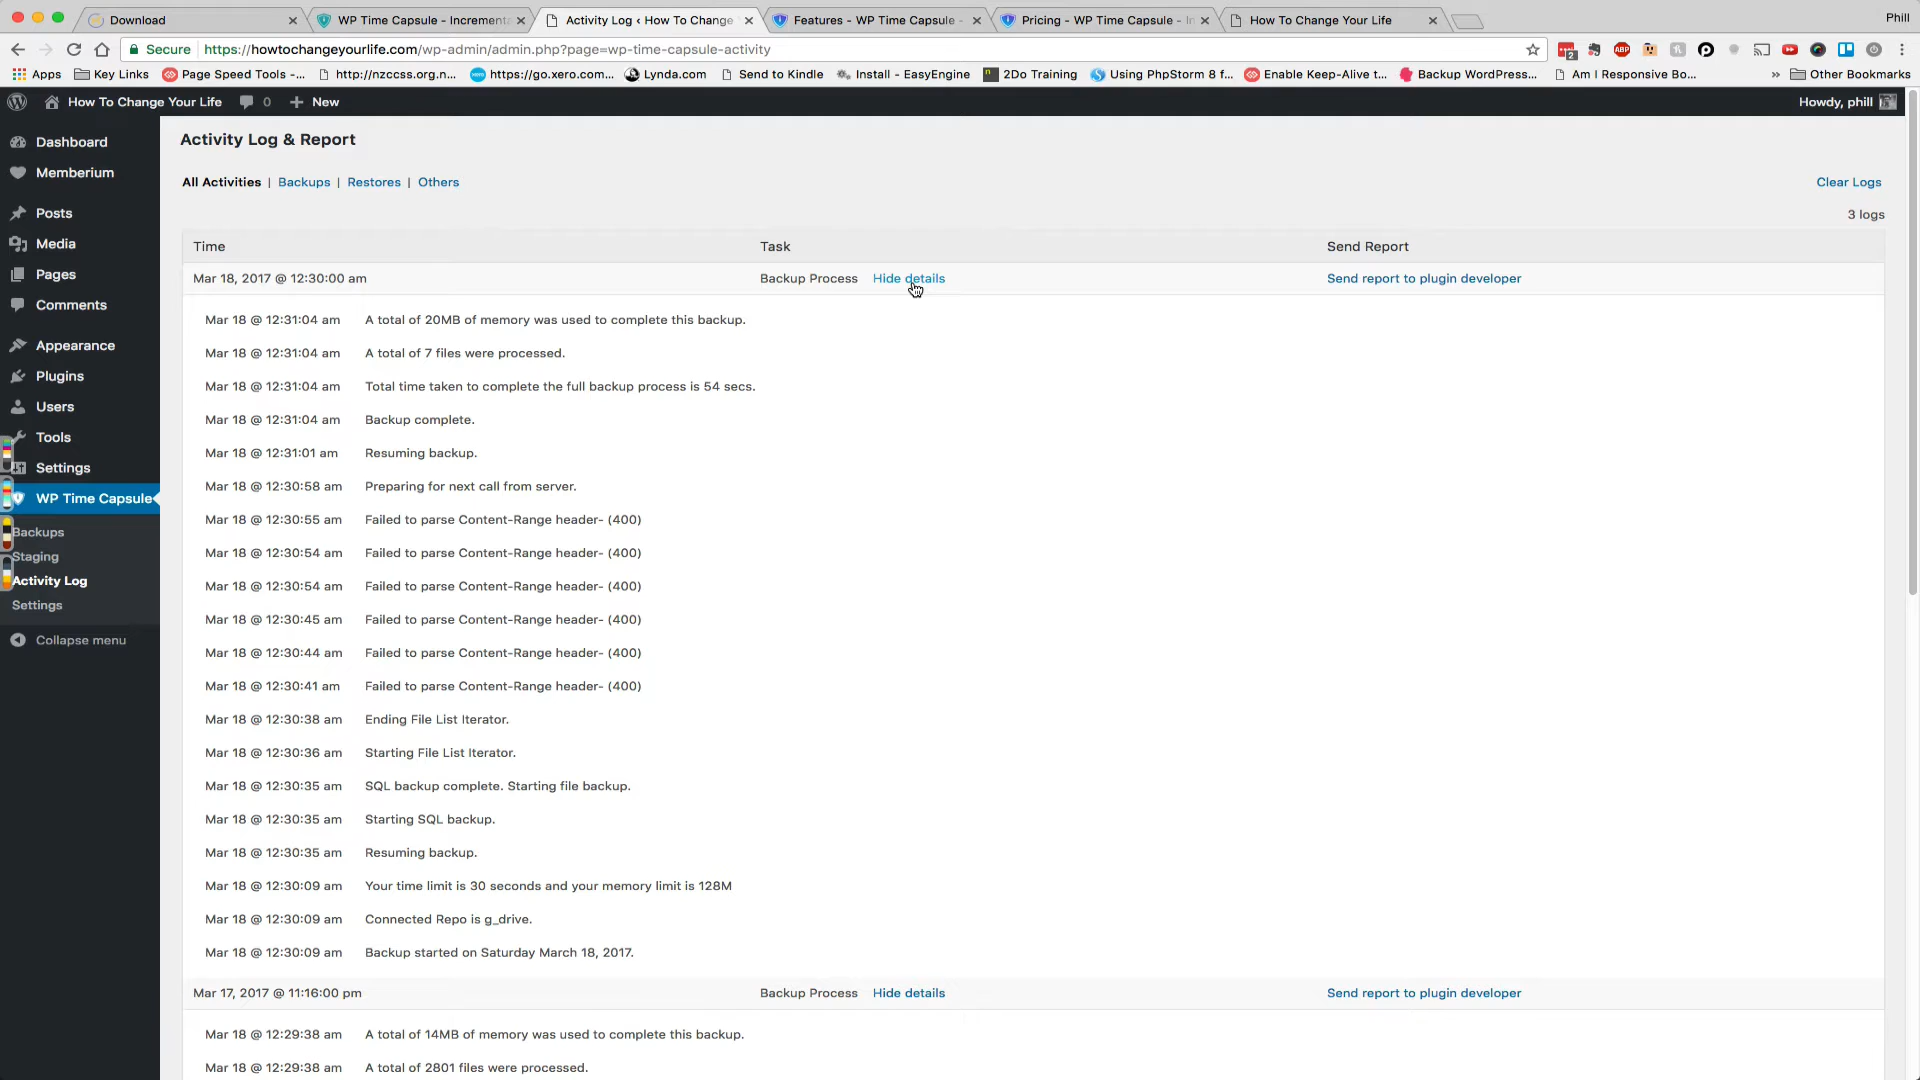 Download
WP Time Capsule - Increment
Activity Log ‹ How To Change
Features - WP Time Capsule -
Pricing - WP Time Capsule - In
How To Change Your Life
Phill
Secure https://howtochangeyourlife.com/wp-admin/admin.php?page=wp-time-capsule-activity
2
ABP
Apps Key Links Page Speed Tools -... http://nzccss.org.n... https://go.xero.com... Lynda.com Send to Kindle Install - EasyEngine 2Do Training Using PhpStorm 8 f... Enable Keep-Alive t... Backup WordPress... Am I Responsive Bo... » Other Bookmarks
How To Change Your Life 0 New
Howdy, phill
Dashboard
Memberium
Posts
Media
Pages
Comments
Appearance
Plugins
Users
Tools
Settings
WP Time Capsule
Backups
Staging
Activity Log
Settings
Collapse menu
Activity Log & Report
All Activities | Backups | Restores | Others
Clear Logs
3 logs
Time Task Send Report
Mar 18, 2017 @ 12:30:00 am Backup Process Hide details Send report to plugin developer
Mar 18 @ 12:31:04 am A total of 20MB of memory was used to complete this backup.
Mar 18 @ 12:31:04 am A total of 7 files were processed.
Mar 18 @ 12:31:04 am Total time taken to complete the full backup process is 54 secs.
Mar 18 @ 12:31:04 am Backup complete.
Mar 18 @ 12:31:01 am Resuming backup.
Mar 18 @ 12:30:58 am Preparing for next call from server.
Mar 18 @ 12:30:55 am Failed to parse Content-Range header- (400)
Mar 18 @ 12:30:54 am Failed to parse Content-Range header- (400)
Mar 18 @ 12:30:54 am Failed to parse Content-Range header- (400)
Mar 18 @ 12:30:45 am Failed to parse Content-Range header- (400)
Mar 18 @ 12:30:44 am Failed to parse Content-Range header- (400)
Mar 18 @ 12:30:41 am Failed to parse Content-Range header- (400)
Mar 18 @ 12:30:38 am Ending File List Iterator.
Mar 18 @ 12:30:36 am Starting File List Iterator.
Mar 18 @ 12:30:35 am SQL backup complete. Starting file backup.
Mar 18 @ 12:30:35 am Starting SQL backup.
Mar 18 @ 12:30:35 am Resuming backup.
Mar 18 @ 12:30:09 am Your time limit is 30 seconds and your memory limit is 128M
Mar 18 @ 12:30:09 am Connected Repo is g_drive.
Mar 18 @ 12:30:09 am Backup started on Saturday March 18, 2017.
Mar 17, 2017 @ 11:16:00 pm Backup Process Hide details Send report to plugin developer
Mar 18 @ 12:29:38 am A total of 14MB of memory was used to complete this backup.
Mar 18 @ 12:29:38 am A total of 2801 files were processed.